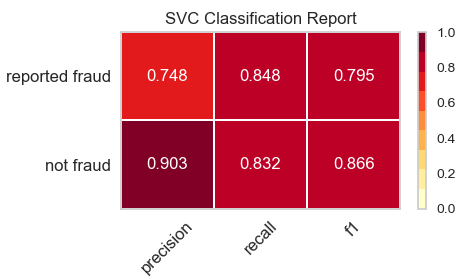 SVC Classification Report
reported fraud 0.748 0.848 0.795
not fraud 0.903 0.832 0.866
precision recall f1
1.0
0.8
0.6
0.4
0.2
0.0